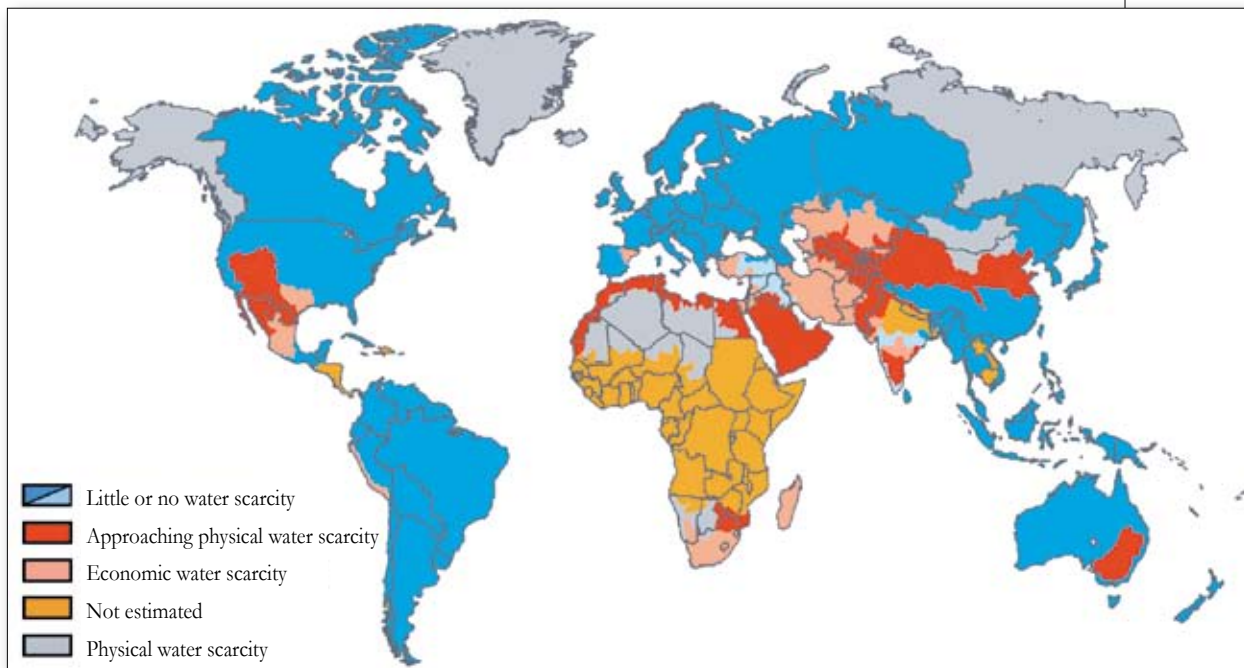 Little or no water scarcity
Approaching physical water scarcity
Economic water scarcity
Not estimated
Physical water scarcity